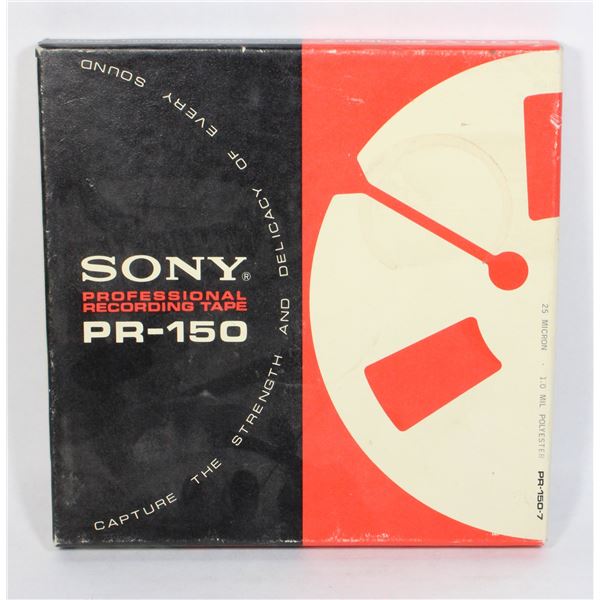 SONY®
PROFESSIONAL
RECORDING TAPE
PR-150
CAPTURE THE STRENGTH AND DELICACY OF EVERY SOUND
25 MICRON · 1.0 MIL POLYESTER PR-150-7